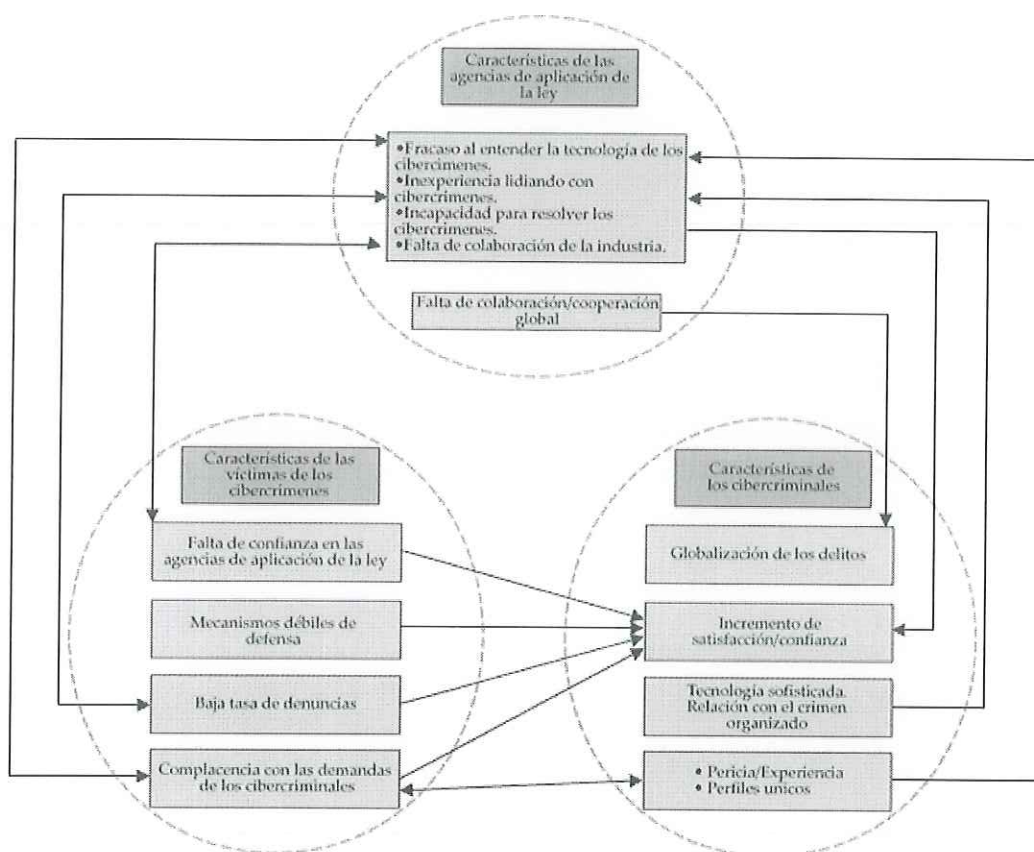 Características de las
agencias de aplicación de
la ley
•Fracaso al entender la tecnología de los
cibercímenes.
•Inexperiencia lidiando con
cibercrímenes.
•Incapacidad para resolver los
cibercrímenes.
•Falta de colaboración de la industria.
Falta de colaboración/cooperación
global
Características de las
víctimas de los
cibercrímenes
Falta de confianza en las
agencias de aplicación de la ley
Mecanismos débiles de
defensa
Baja tasa de denuncias
Complacencia con las demandas
de los cibercriminales
Características de
los cibercriminales
Globalización de los delitos
Incremento de
satisfacción/confianza
Tecnología sofisticada.
Relación con el crimen
organizado
• Pericia/Experiencia
• Perfiles unicos